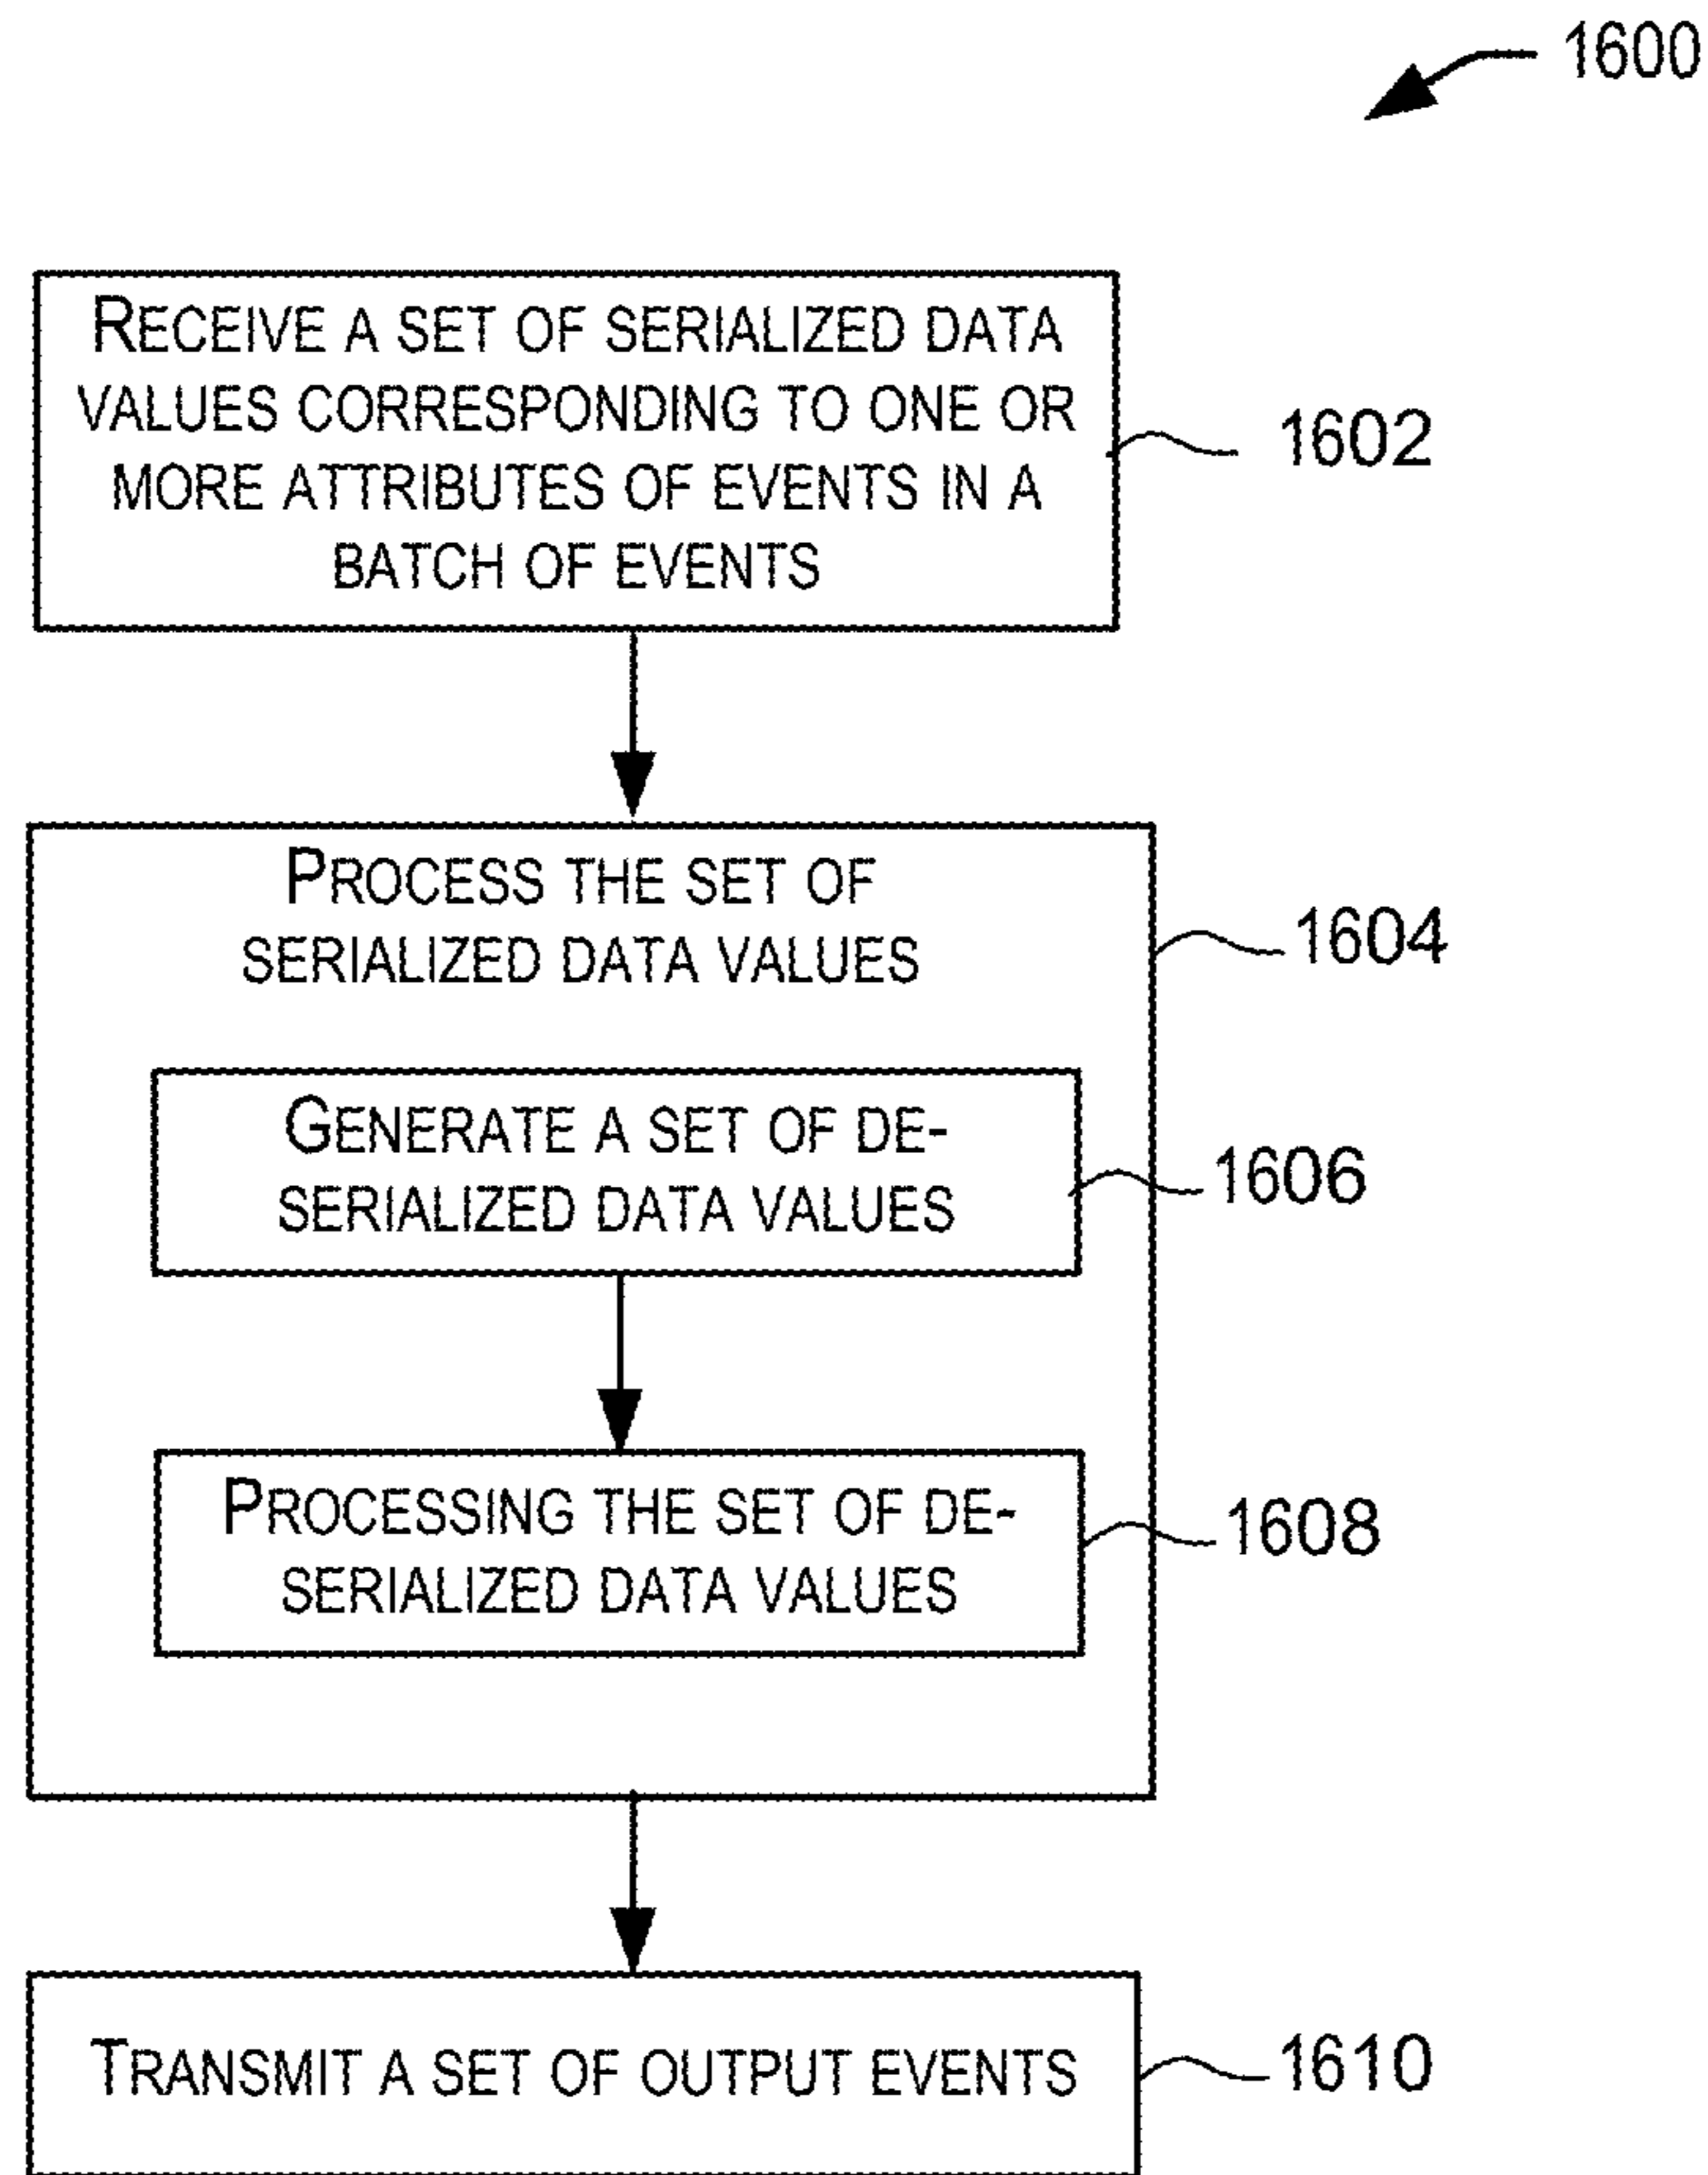 1600
RECEIVE A SET OF SERIALIZED DATA
VALUES CORRESPONDING TO ONE OR
MORE ATTRIBUTES OF EVENTS IN A
BATCH OF EVENTS
1602
PROCESS THE SET OF
SERIALIZED DATA VALUES
1604
GENERATE A SET OF DE-
SERIALIZED DATA VALUES
1606
PROCESSING THE SET OF DE-
SERIALIZED DATA VALUES
1608
TRANSMIT A SET OF OUTPUT EVENTS
1610